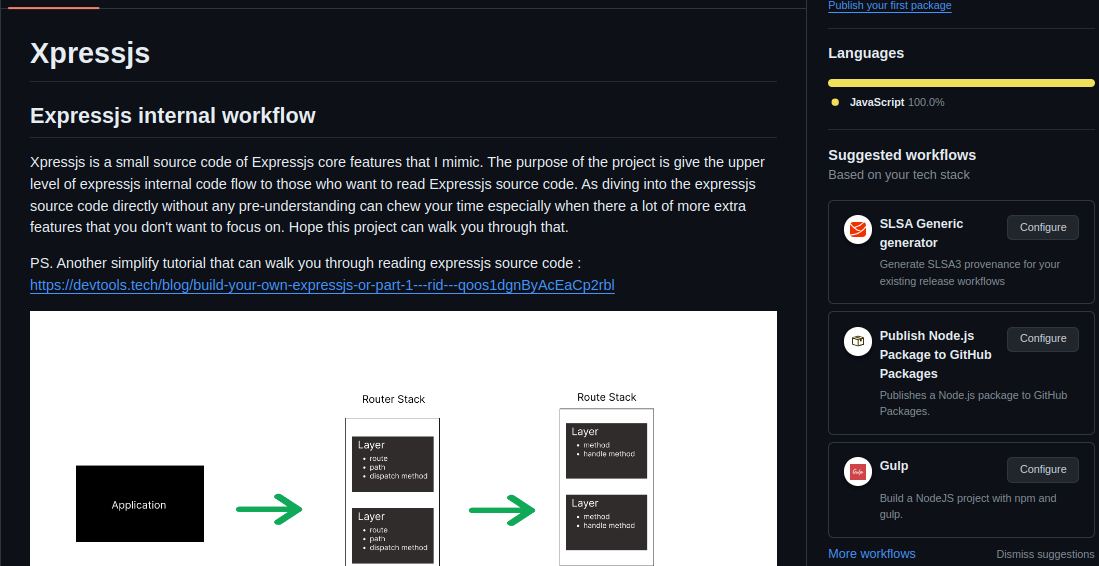 Xpressjs
Expressjs internal workflow
Xpressjs is a small source code of Expressjs core features that I mimic. The purpose of the project is give the upper
level of expressjs internal code flow to those who want to read Expressjs source code. As diving into the expressjs
source code directly without any pre-understanding can chew your time especially when there a lot of more extra
features that you don't want to focus on. Hope this project can walk you through that.
PS. Another simplify tutorial that can walk you through reading expressjs source code :
https://devtools.tech/blog/build-your-own-expressjs-or-part-1---rid---qoos1dgnByAcEaCp2rbl
Application
Router Stack
Layer
• route
• path
• dispatch method
Layer
• route
• path
• dispatch method
Route Stack
Layer
• method
• handle method
Layer
• method
• handle method
Publish your first package
Languages
JavaScript 100.0%
Suggested workflows
Based on your tech stack
SLSA Generic
generator
Configure
Generate SLSA3 provenance for your
existing release workflows
Publish Node.js
Package to GitHub
Packages
Configure
Publishes a Node.js package to GitHub
Packages.
Gulp
Gulp
Configure
Build a NodeJS project with npm and
gulp.
More workflows
Dismiss suggestions